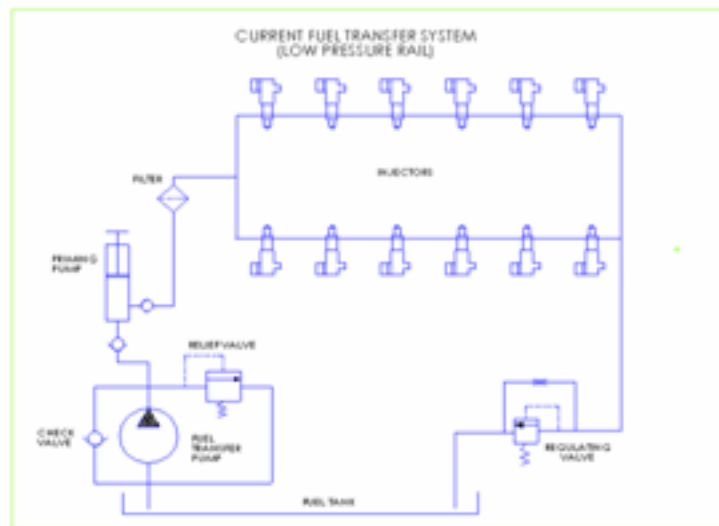 CURRENT FUEL TRANSFER SYSTEM
(LOW PRESSURE RAIL)
INJECTORS
FILTER
PRIMING
PUMP
RELIEF VALVE
CHECK
VALVE
FUEL
TRANSFER
PUMP
REGULATING
VALVE
FUEL TANK